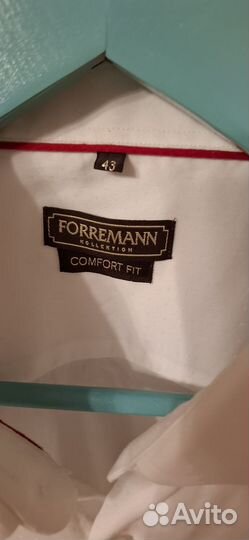 43
FORREMANN
KOLLEKTION
COMFORT FIT
Avito